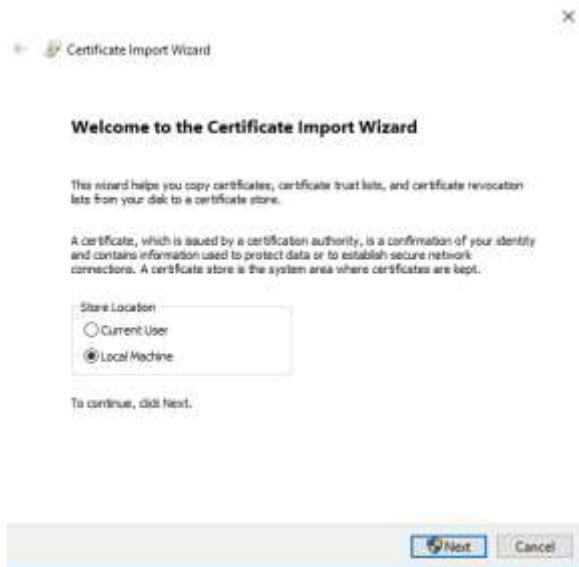 Certificate Import Wizard
Welcome to the Certificate Import Wizard
This wizard helps you copy certificates, certificate trust lists, and certificate revocation
lists from your disk to a certificate store.
A certificate, which is issued by a certification authority, is a confirmation of your identity
and contains information used to protect data or to establish secure network
connections. A certificate store is the system area where certificates are kept.
Store Location
Current User
Local Machine
To continue, click Next.
Next
Cancel